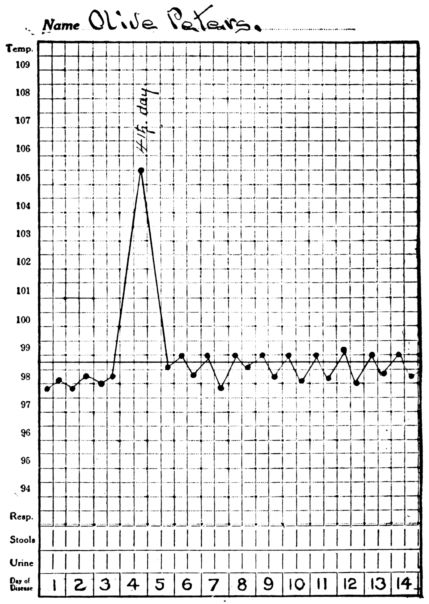 Name Olive Peters.
Temp.
109
108
4th. day
107
106
105
104
103
102
101
100
99
98
97
96
95
94
Resp.
Stools
Urine
Day of Disease 1 2 3 4 5 6 7 8 9 10 11 12 13 14